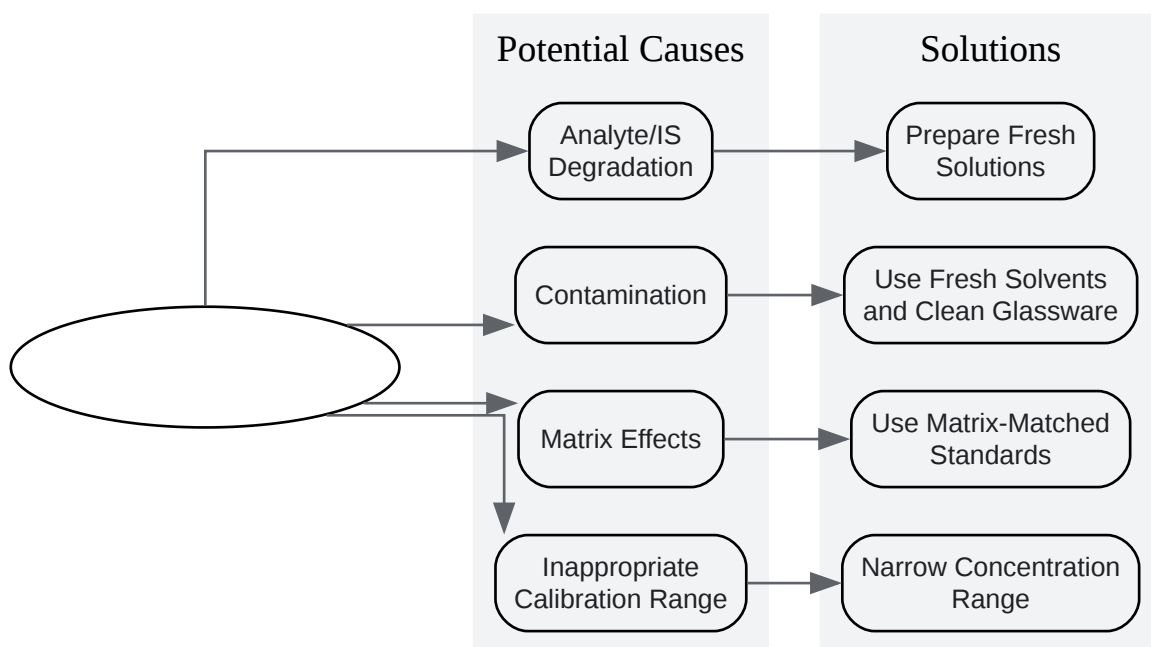 Potential Causes
Solutions
Analyte/IS
Degradation
Prepare Fresh
Solutions
Contamination
Use Fresh Solvents
and Clean Glassware
Matrix Effects
Use Matrix-Matched
Standards
Inappropriate
Calibration Range
Narrow Concentration
Range